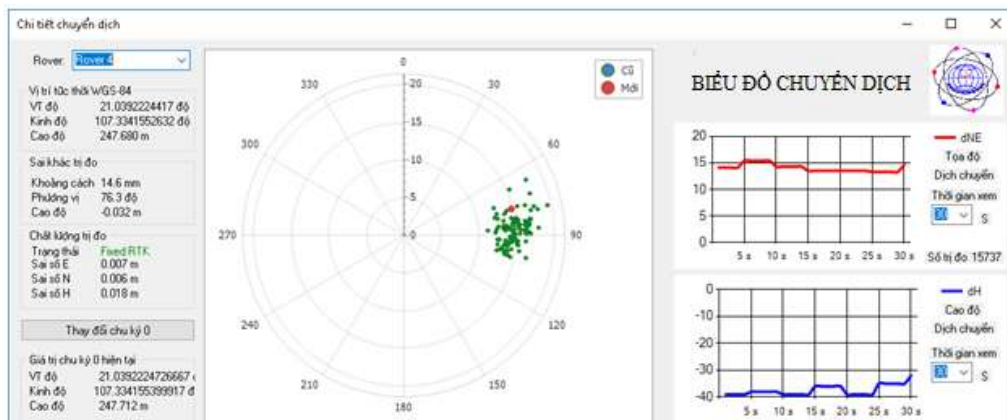 Chi tiết chuyển dịch
Rover: Rover 4
Vị trí tức thời WGS-84
VT độ 21.0392224417 độ
Kinh độ 107.3341552632 độ
Cao độ 247.680 m
Sai khác trị đo
Khoảng cách 14.6 mm
Phương vị 76.3 độ
Cao độ -0.032 m
Chất lượng trị đo
Trạng thái Fixed RTK
Sai số E 0.007 m
Sai số N 0.006 m
Sai số H 0.018 m
Thay đổi chu kỳ 0
Giá trị chu kỳ 0 hiện tại
VT độ 21.0392224726667 đ
Kinh độ 107.334155399917 đ
Cao độ 247.712 m
0
330
30
20
15
300
60
10
5
270
0
90
240
120
210
150
180
Cũ
Mới
BIỂU ĐỒ CHUYỂN DỊCH
20
15
10
5
0
5 s 10 s 15 s 20 s 25 s 30 s
dNE
Tọa độ
Dịch chuyển
Thời gian xem
30 S
Số trị đo: 15737
0
-10
-20
-30
-40
5 s 10 s 15 s 20 s 25 s 30 s
dH
Cao độ
Dịch chuyển
Thời gian xem
30 S